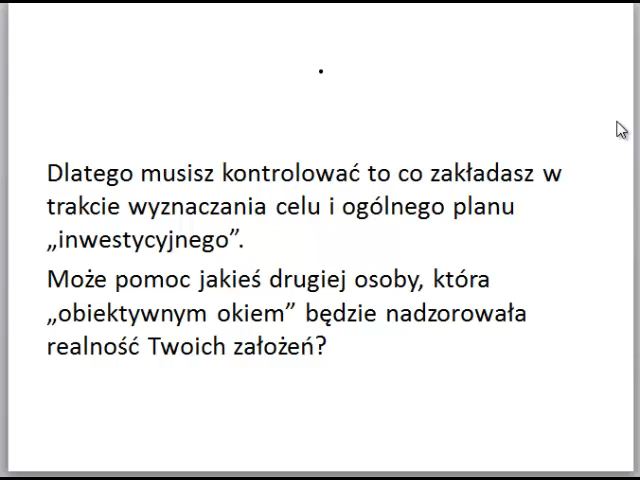 .
Dlatego musisz kontrolować to co zakładasz w
trakcie wyznaczania celu i ogólnego planu
„inwestycyjnego”.
Może pomoc jakieś drugiej osoby, która
„obiektywnym okiem” będzie nadzorowała
realność Twoich założeń?